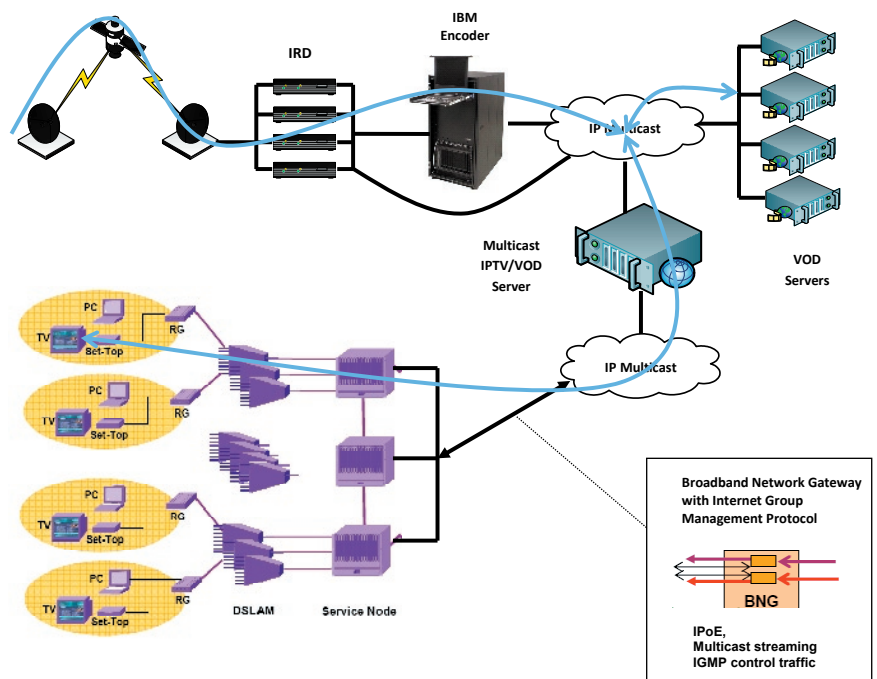 IBM
Encoder
IRD
IP Multicast
Multicast
IPTV/VOD
Server
VOD
Servers
IP Multicast
PC
TV
Set-Top
RG
PC
TV
Set-Top
RG
PC
TV
Set-Top
RG
PC
TV
Set-Top
RG
DSLAM
Service Node
Broadband Network Gateway
with Internet Group
Management Protocol
BNG
IPoE,
Multicast streaming
IGMP control traffic